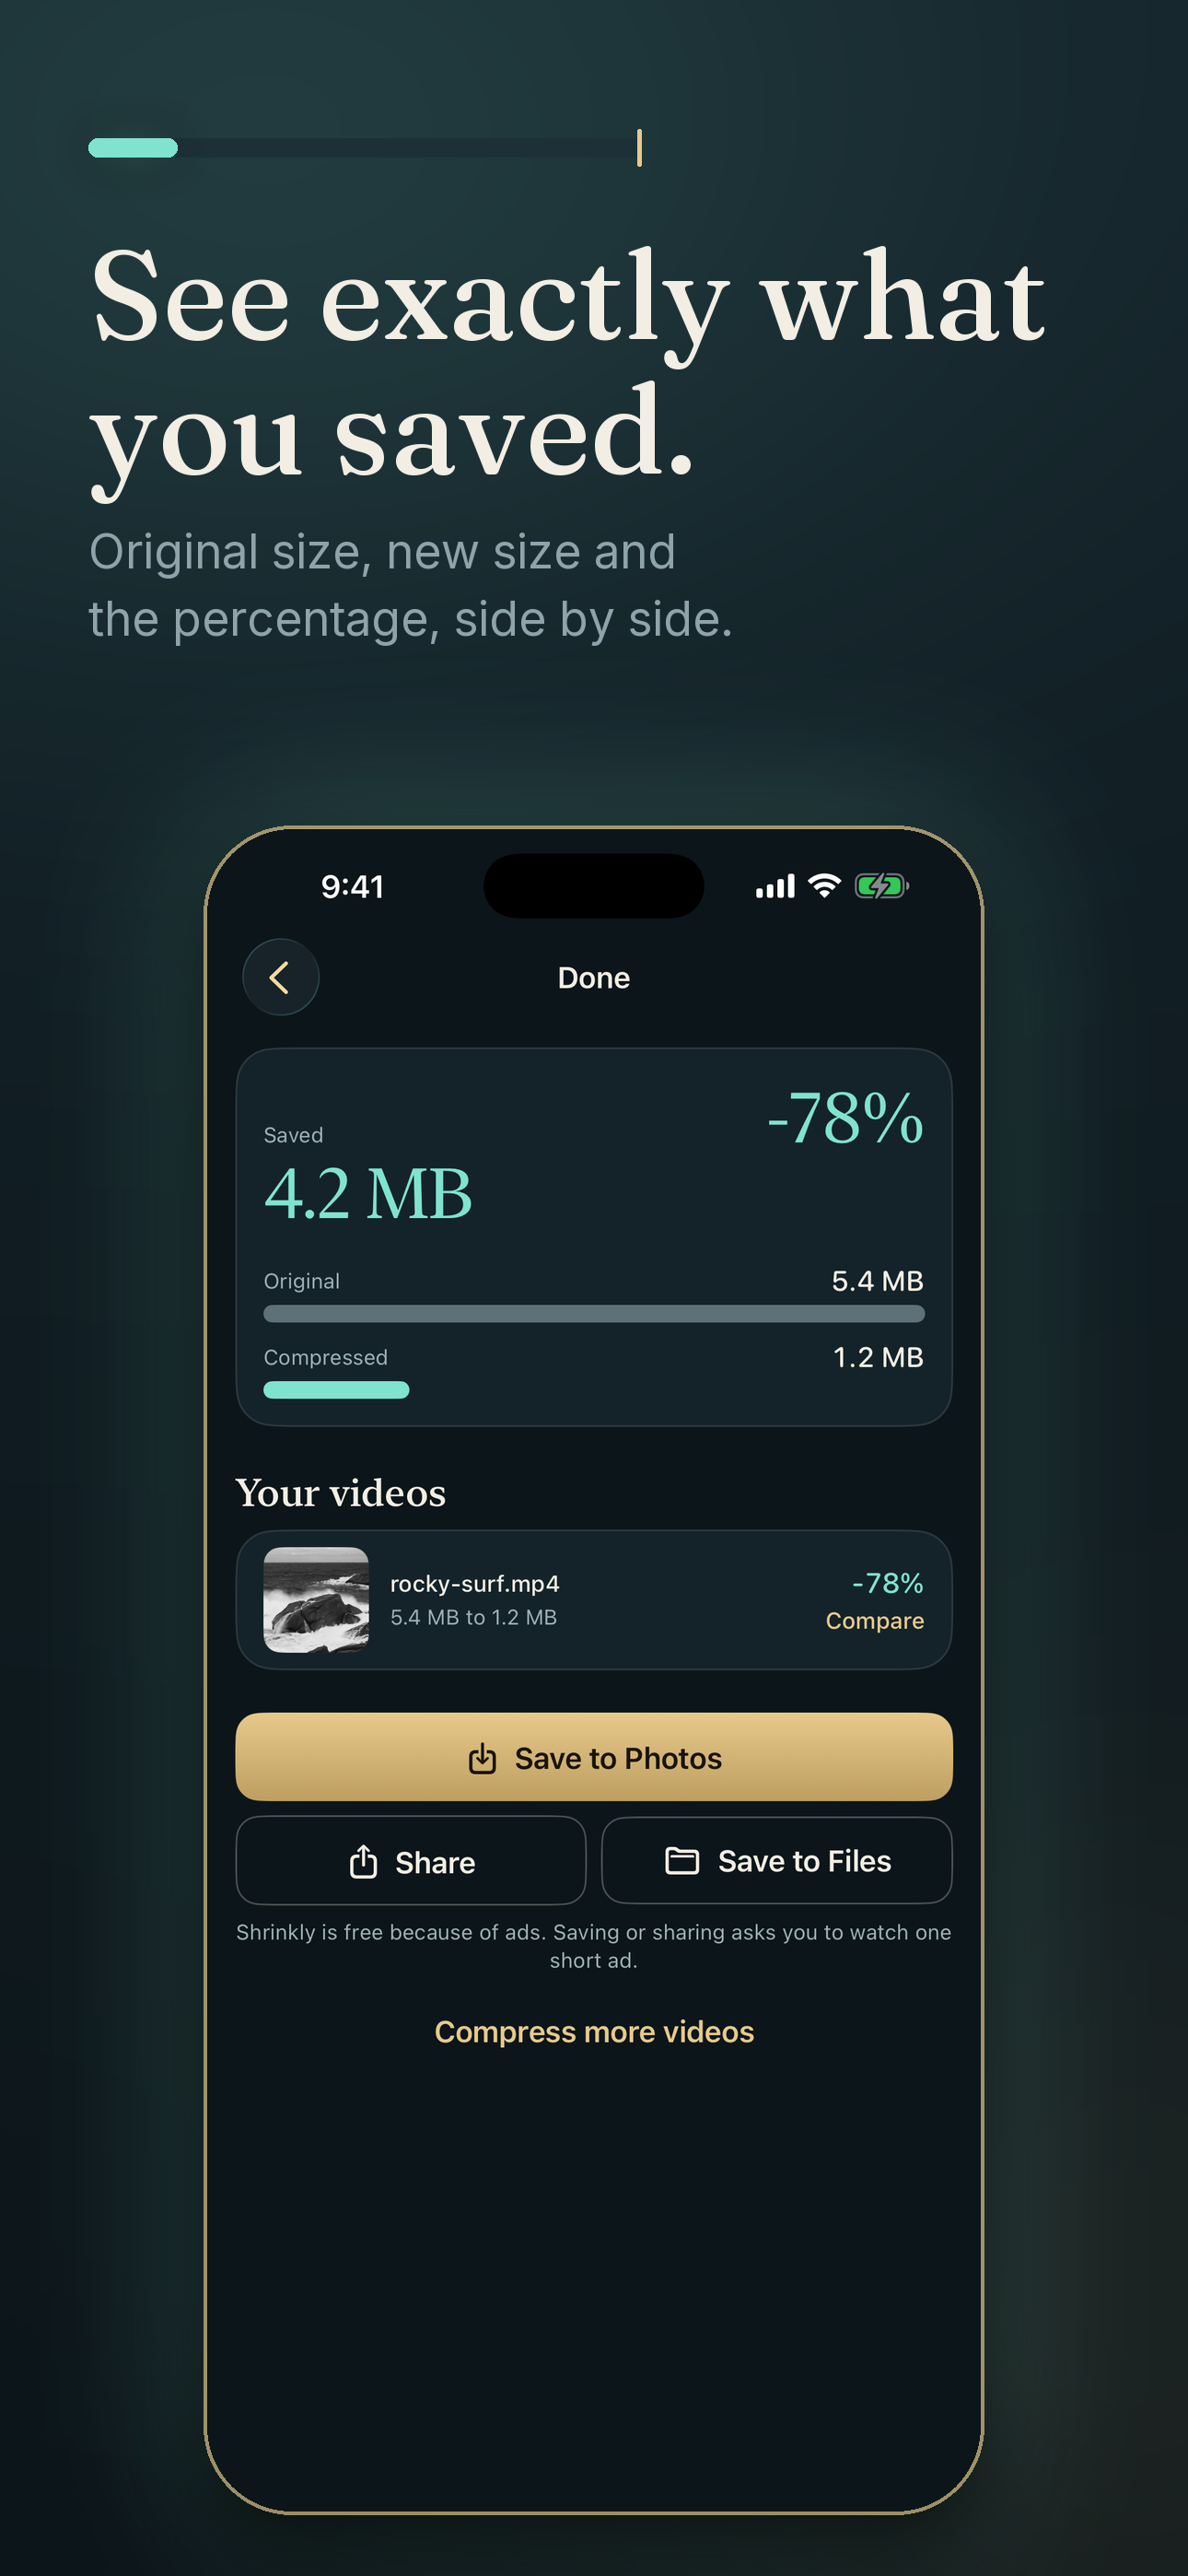 See exactly what
you saved.
Original size, new size and
the percentage, side by side.
9:41
Done
Saved
-78%
4.2 MB
Original
5.4 MB
Compressed
1.2 MB
Your videos
rocky-surf.mp4
-78%
5.4 MB to 1.2 MB
Compare
Save to Photos
Share
Save to Files
Shrinkly is free because of ads. Saving or sharing asks you to watch one
short ad.
Compress more videos